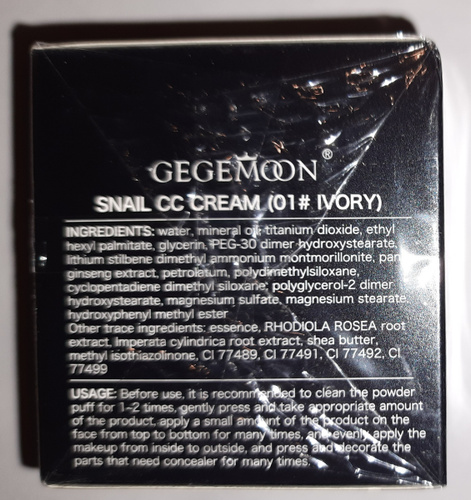 GEGEMOON®
SNAIL CC CREAM (01# IVORY)
INGREDIENTS: water, mineral oil, titanium dioxide, ethyl
hexyl palmitate, glycerin, PEG-30 dimer hydroxystearate,
lithium stilbene dimethyl ammonium montmorillonite, pan
ginseng extract, petroletum, polydimethylsiloxane,
cyclopentadiene dimethyl siloxane, polyglycerol-2 dimer
hydroxystearate, magnesium sulfate, magnesium stearate,
hydroxyphenyl methyl ester
Other trace ingredients: essence, RHODIOLA ROSEA root
extract, Imperata cylindrica root extract, shea butter,
methyl isothiazolinone, CI 77489, CI 77491, CI 77492, CI
77499
USAGE: Before use, it is recommended to clean the powder
puff for 1-2 times, gently press and take appropriate amount
of the product, apply a small amount of the product on the
face from top to bottom for many times, and evenly apply the
makeup from inside to outside, and press and decorate the
parts that need concealer for many times.